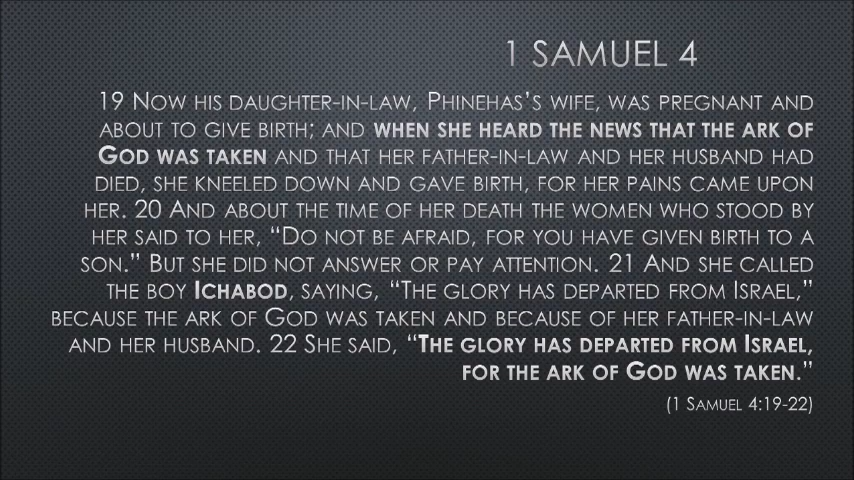 1 SAMUEL 4
19 NOW HIS DAUGHTER-IN-LAW, PHINEHAS'S WIFE, WAS PREGNANT AND
ABOUT TO GIVE BIRTH; AND WHEN SHE HEARD THE NEWS THAT THE ARK OF
GOD WAS TAKEN AND THAT HER FATHER-IN-LAW AND HER HUSBAND HAD
DIED, SHE KNEELED DOWN AND GAVE BIRTH, FOR HER PAINS CAME UPON
HER. 20 AND ABOUT THE TIME OF HER DEATH THE WOMEN WHO STOOD BY
HER SAID TO HER, “DO NOT BE AFRAID, FOR YOU HAVE GIVEN BIRTH TO A
SON.” BUT SHE DID NOT ANSWER OR PAY ATTENTION. 21 AND SHE CALLED
THE BOY ICHABOD, SAYING, “THE GLORY HAS DEPARTED FROM ISRAEL,”
BECAUSE THE ARK OF GOD WAS TAKEN AND BECAUSE OF HER FATHER-IN-LAW
AND HER HUSBAND. 22 SHE SAID, “THE GLORY HAS DEPARTED FROM ISRAEL,
FOR THE ARK OF GOD WAS TAKEN.”
(1 SAMUEL 4:19-22)